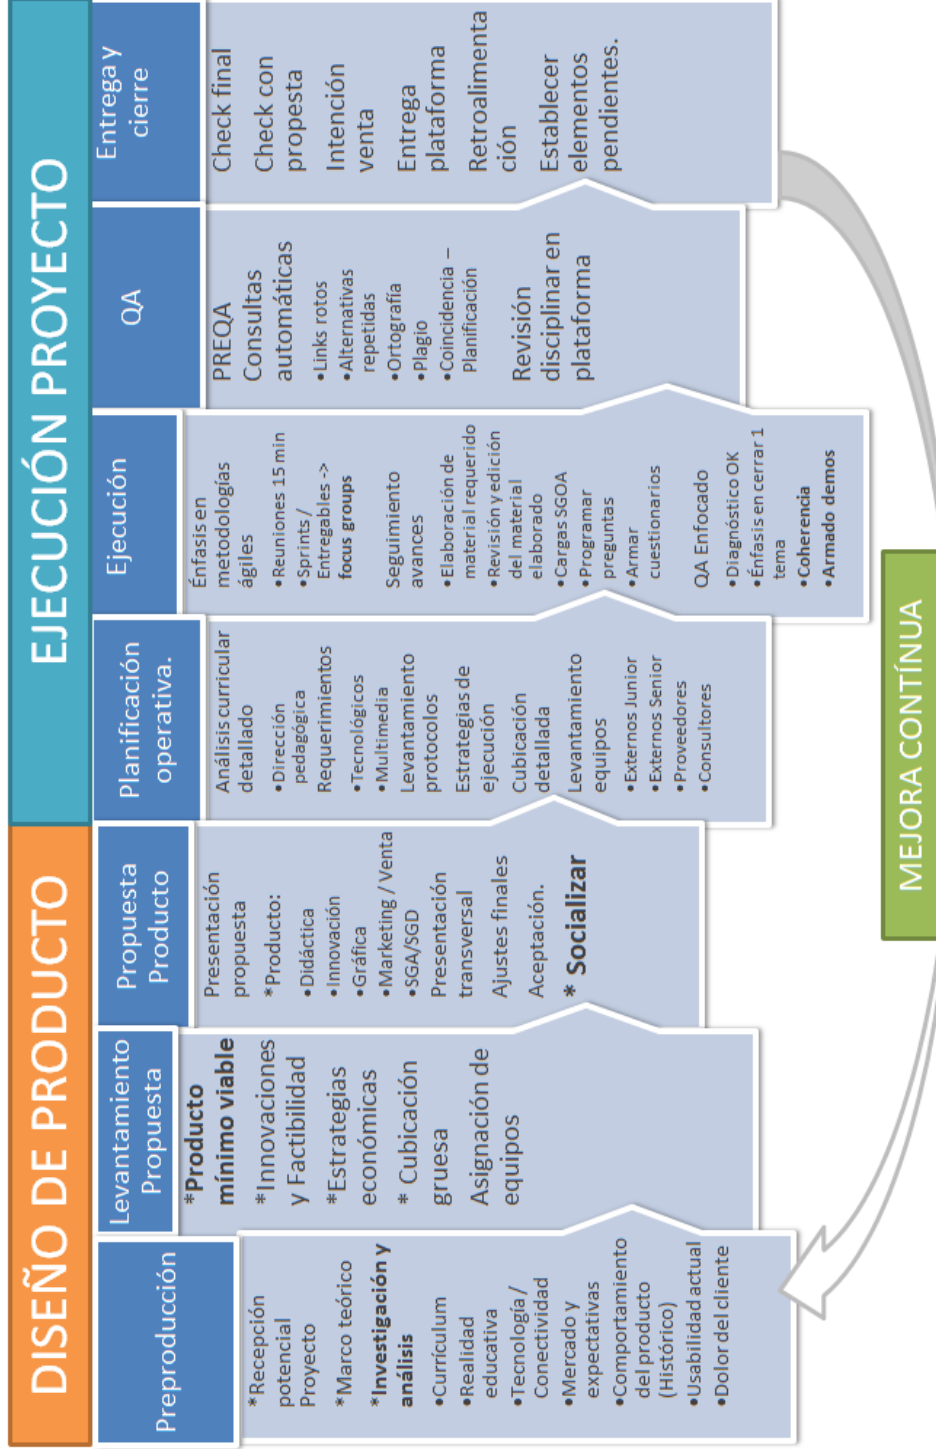 DISEÑO DE PRODUCTO
EJECUCIÓN PROYECTO
Preproducción
*Recepción
potencial
Proyecto
*Marco teórico
*Investigación y
análisis
•Currículum
•Realidad
educativa
•Tecnología /
Conectividad
•Mercado y
expectativas
•Comportamiento
del producto
(Histórico)
•Usabilidad actual
•Dolor del cliente
Levantamiento
Propuesta
*Producto
mínimo viable
*Innovaciones
y Factibilidad
*Estrategias
económicas
* Cubicación
gruesa
Asignación de
equipos
Propuesta
Producto
Presentación
propuesta
*Producto:
•Didáctica
•Innovación
•Gráfica
•Marketing / Venta
•SGA/SGD
Presentación
transversal
Ajustes finales
Aceptación.
* Socializar
Planificación
operativa.
Análisis curricular
detallado
•Dirección
pedagógica
Requerimientos
•Tecnológicos
•Multimedia
Levantamiento
protocolos
Estrategias de
ejecución
Cubicación
detallada
Levantamiento
equipos
•Externos Junior
•Externos Senior
•Proveedores
•Consultores
Ejecución
Énfasis en
metodologías
ágiles
•Reuniones 15 min
•Sprints /
Entregables ->
focus groups
Seguimiento
avances
•Elaboración de
material requerido
•Revisión y edición
del material
elaborado
•Cargas SGOA
•Programar
preguntas
•Armar
cuestionarios
QA Enfocado
•Diagnóstico OK
•Énfasis en cerrar 1
tema
•Coherencia
•Armado demos
QA
PREQA
Consultas
automáticas
•Links rotos
•Alternativas
repetidas
•Ortografía
•Plagio
•Coincidencia –
Planificación
Revisión
disciplinar en
plataforma
Entrega y
cierre
Check final
Check con
propesta
Intención
venta
Entrega
plataforma
Retroalimenta
ción
Establecer
elementos
pendientes.
MEJORA CONTÍNUA